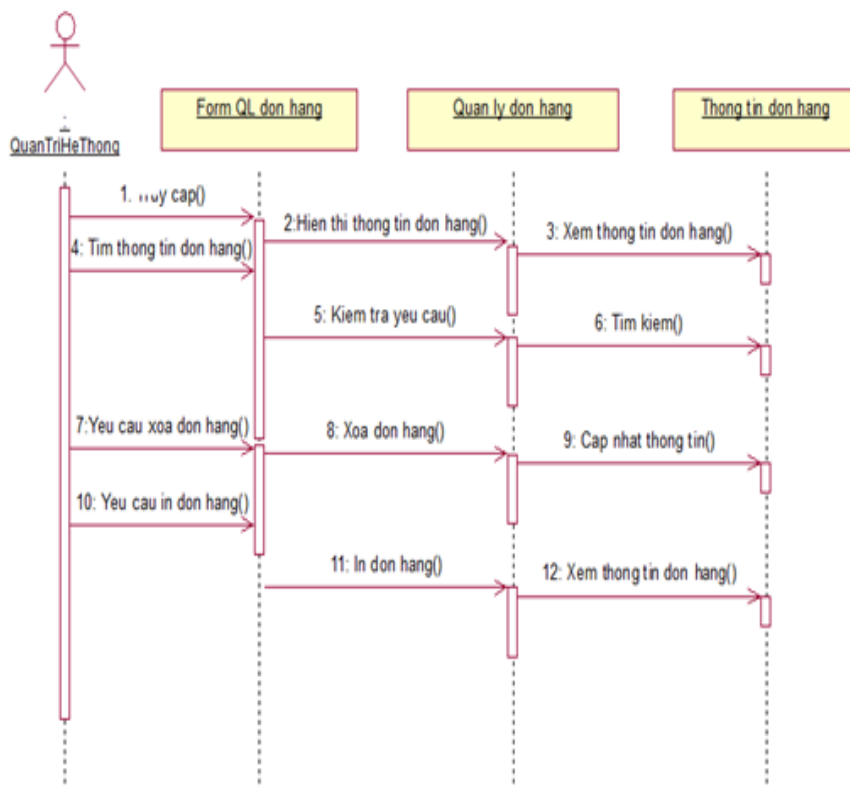 Form QL don hang
Quan ly don hang
Thong tin don hang
QuanTriHeThong
1. cap()
2:Hien thi thong tin don hang()
3: Xem thong tin don hang()
4: Tim thong tin don hang()
5: Kiem tra yeu cau()
6: Tim kiem()
7:Yeu cau xoa don hang()
8: Xoa don hang()
9: Cap nhat thong tin()
10: Yeu cau in don hang()
11: In don hang()
12: Xem thong tin don hang()